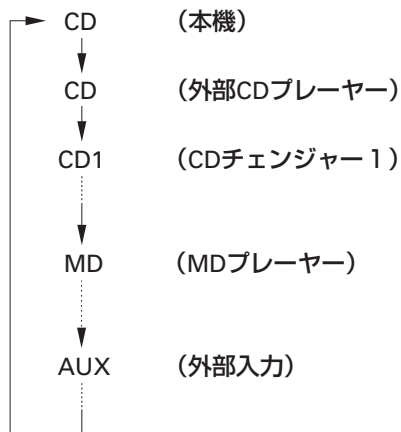 CD （本機）
CD （外部CDプレーヤー）
CD1 （CDチェンジャー１）
MD （MDプレーヤー）
AUX （外部入力）